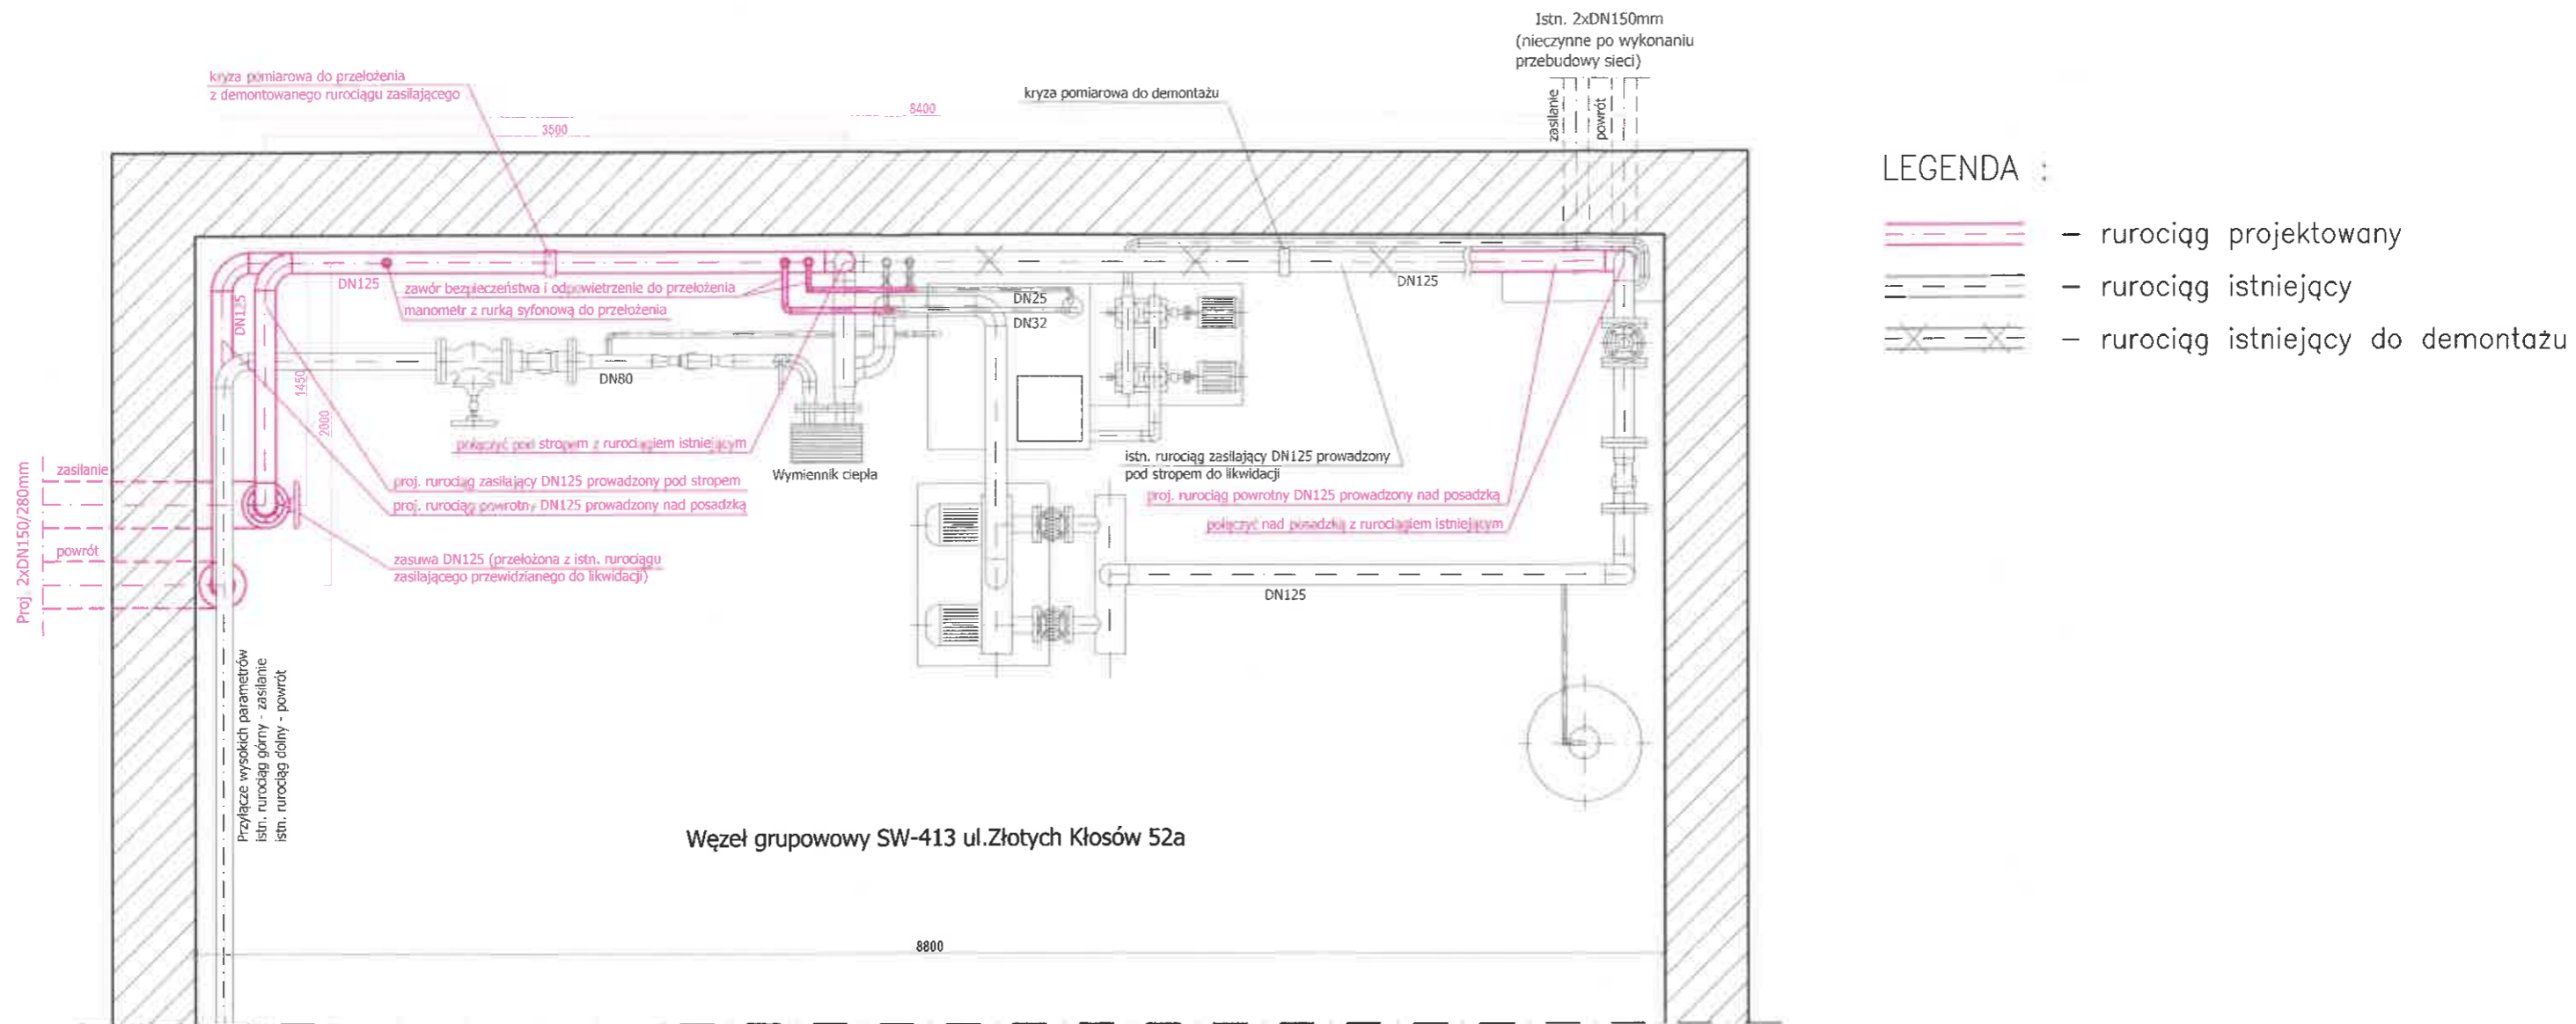 Istn. 2xDN150mm
(nieczynne po wykonaniu
przebudowy sieci)
kryza pomiarowa do przełożenia
z demontowanego rurociągu zasilającego
kryza pomiarowa do demontażu
8400
3500
zasilanie
powrót
LEGENDA :
– rurociąg projektowany
– rurociąg istniejący
– rurociąg istniejący do demontażu
DN125
DN125
zawór bezpieczeństwa i odpowietrzenie do przełożenia
manometr z rurką syfonową do przełożenia
DN25
DN32
DN125
DN80
1450
2000
połączyć pod stropem z rurociągiem istniejącym
Wymiennik ciepła
istn. rurociąg zasilający DN125 prowadzony
pod stropem do likwidacji
proj. rurociąg zasilający DN125 prowadzony pod stropem
proj. rurociąg powrotny DN125 prowadzony nad posadzką
proj. rurociąg powrotny DN125 prowadzony nad posadzką
połączyć nad posadzką z rurociągiem istniejącym
zasilanie
powrót
Proj. 2xDN150/280mm
zasuwa DN125 (przełożona z istn. rurociągu
zasilającego przewidzianego do likwidacji)
DN125
Przyłącze wysokich parametrów
istn. rurociąg górny - zasilanie
istn. rurociąg dolny - powrót
Węzeł grupowowy SW-413 ul.Złotych Kłosów 52a
8800